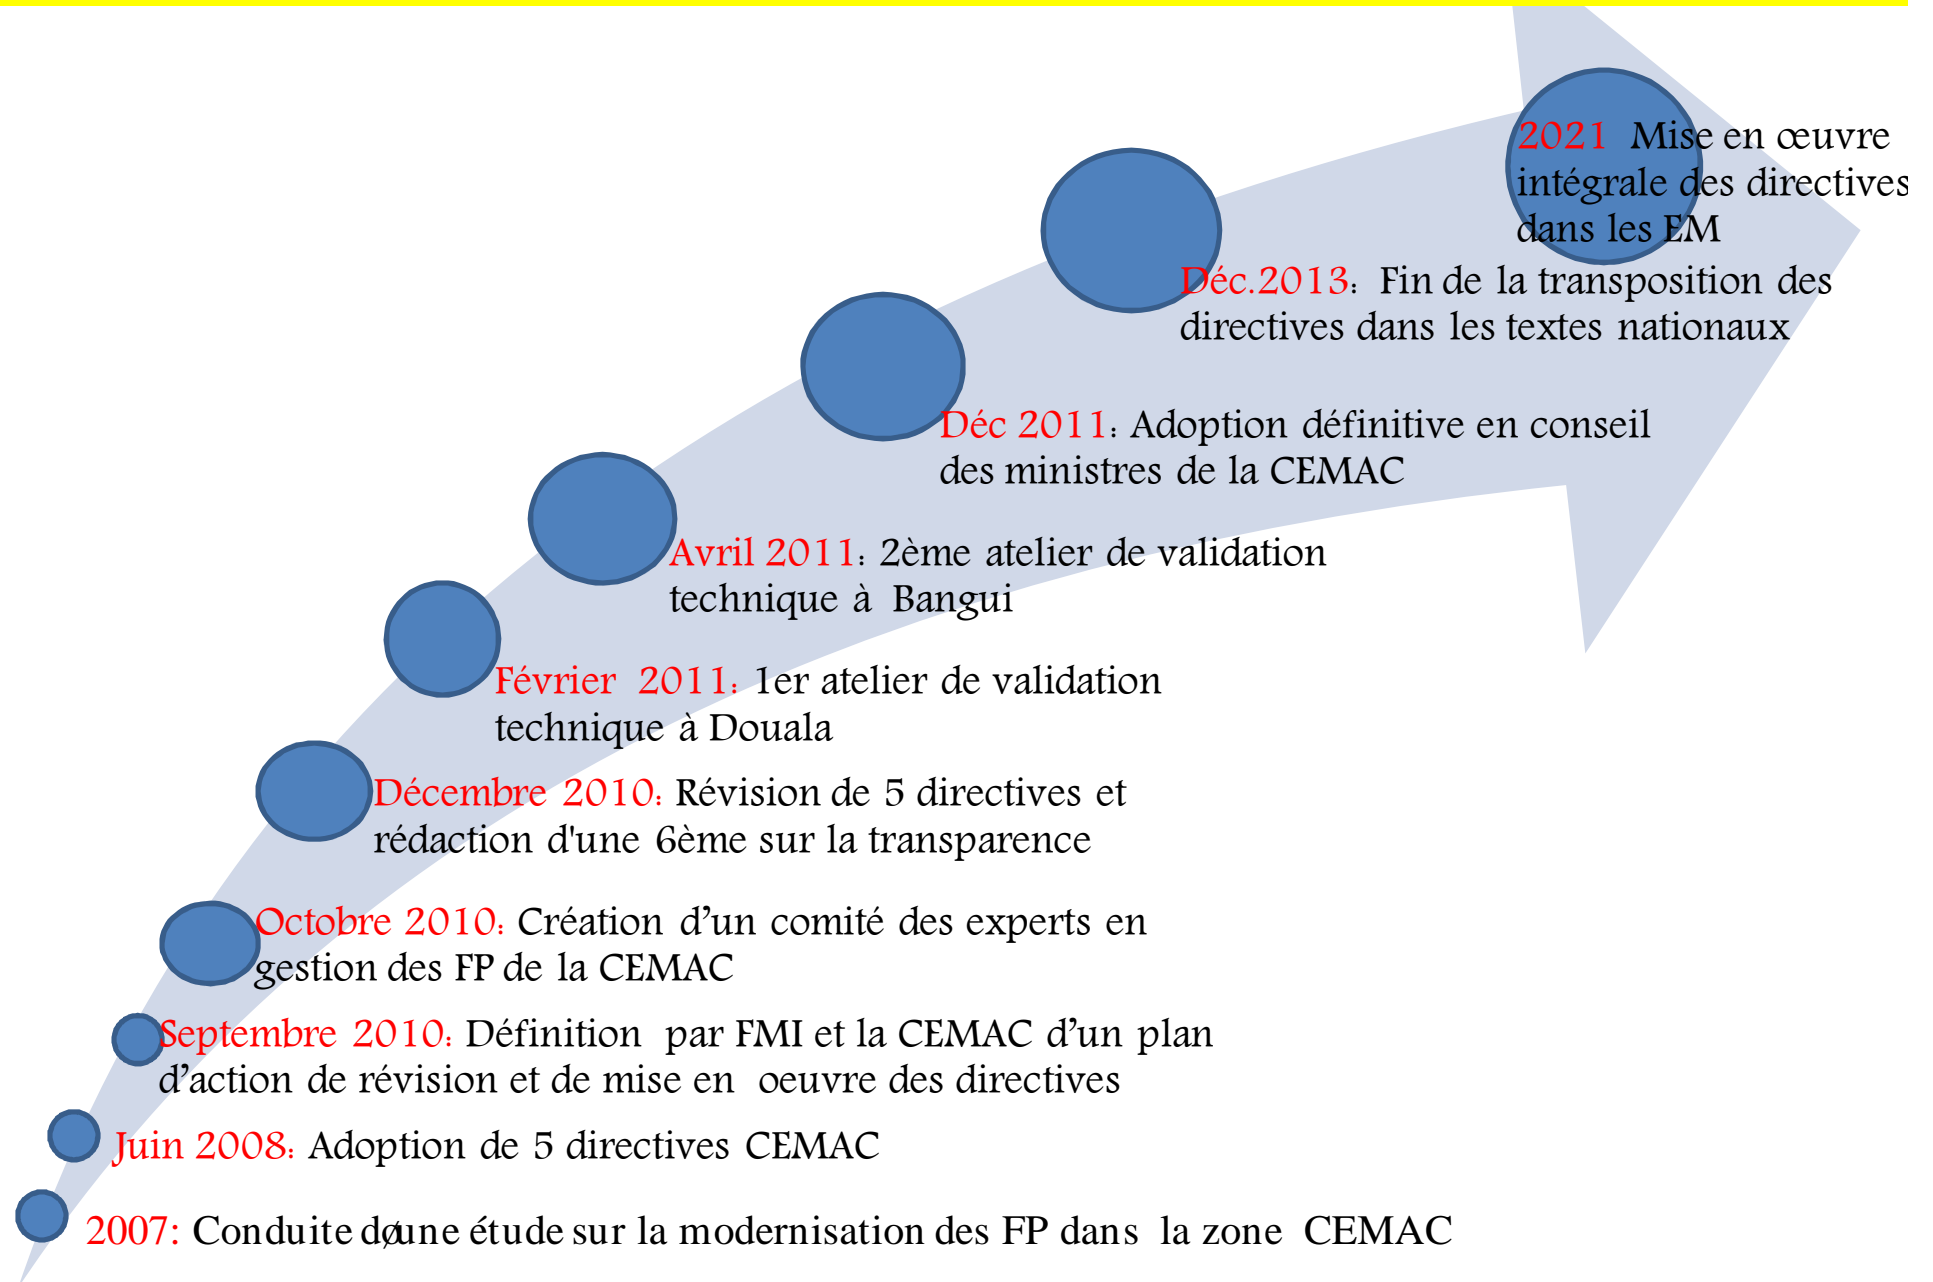 2021 Mise en œuvre
intégrale des directives
dans les EM
Déc.2013: Fin de la transposition des
directives dans les textes nationaux
Déc 2011: Adoption définitive en conseil
des ministres de la CEMAC
Avril 2011: 2ème atelier de validation
technique à Bangui
Février 2011: 1er atelier de validation
technique à Douala
Décembre 2010: Révision de 5 directives et
rédaction d'une 6ème sur la transparence
Octobre 2010: Création d’un comité des experts en
gestion des FP de la CEMAC
Septembre 2010: Définition par FMI et la CEMAC d’un plan
d’action de révision et de mise en oeuvre des directives
Juin 2008: Adoption de 5 directives CEMAC
2007: Conduite døune étude sur la modernisation des FP dans la zone CEMAC